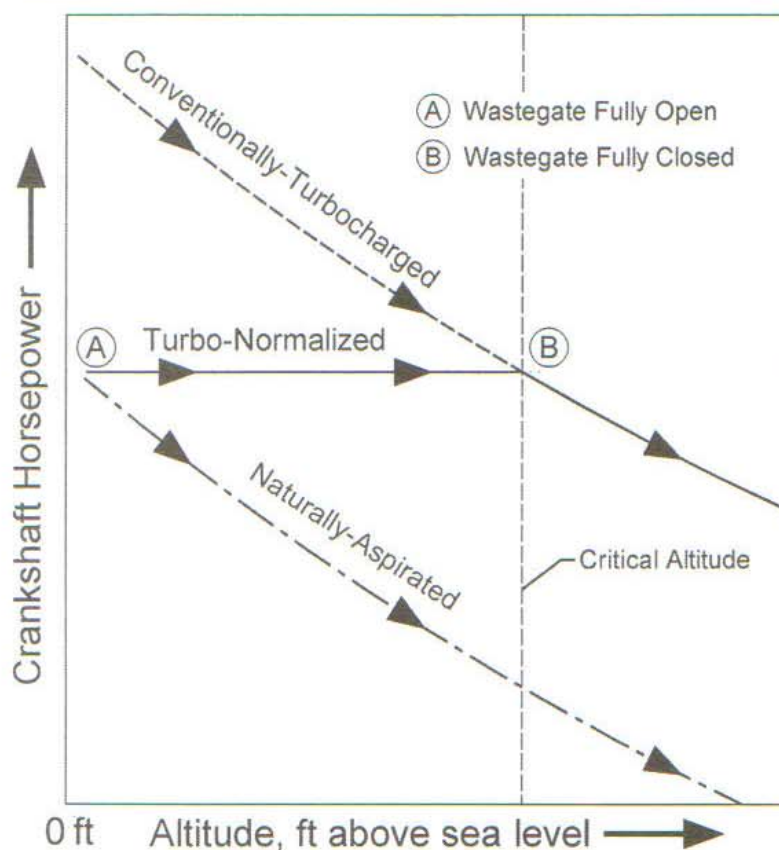 Conventionally-Turbocharged
A Wastegate Fully Open
B Wastegate Fully Closed
A Turbo-Normalized B
Naturally-Aspirated
Critical Altitude
Crankshaft Horsepower
0 ft Altitude, ft above sea level